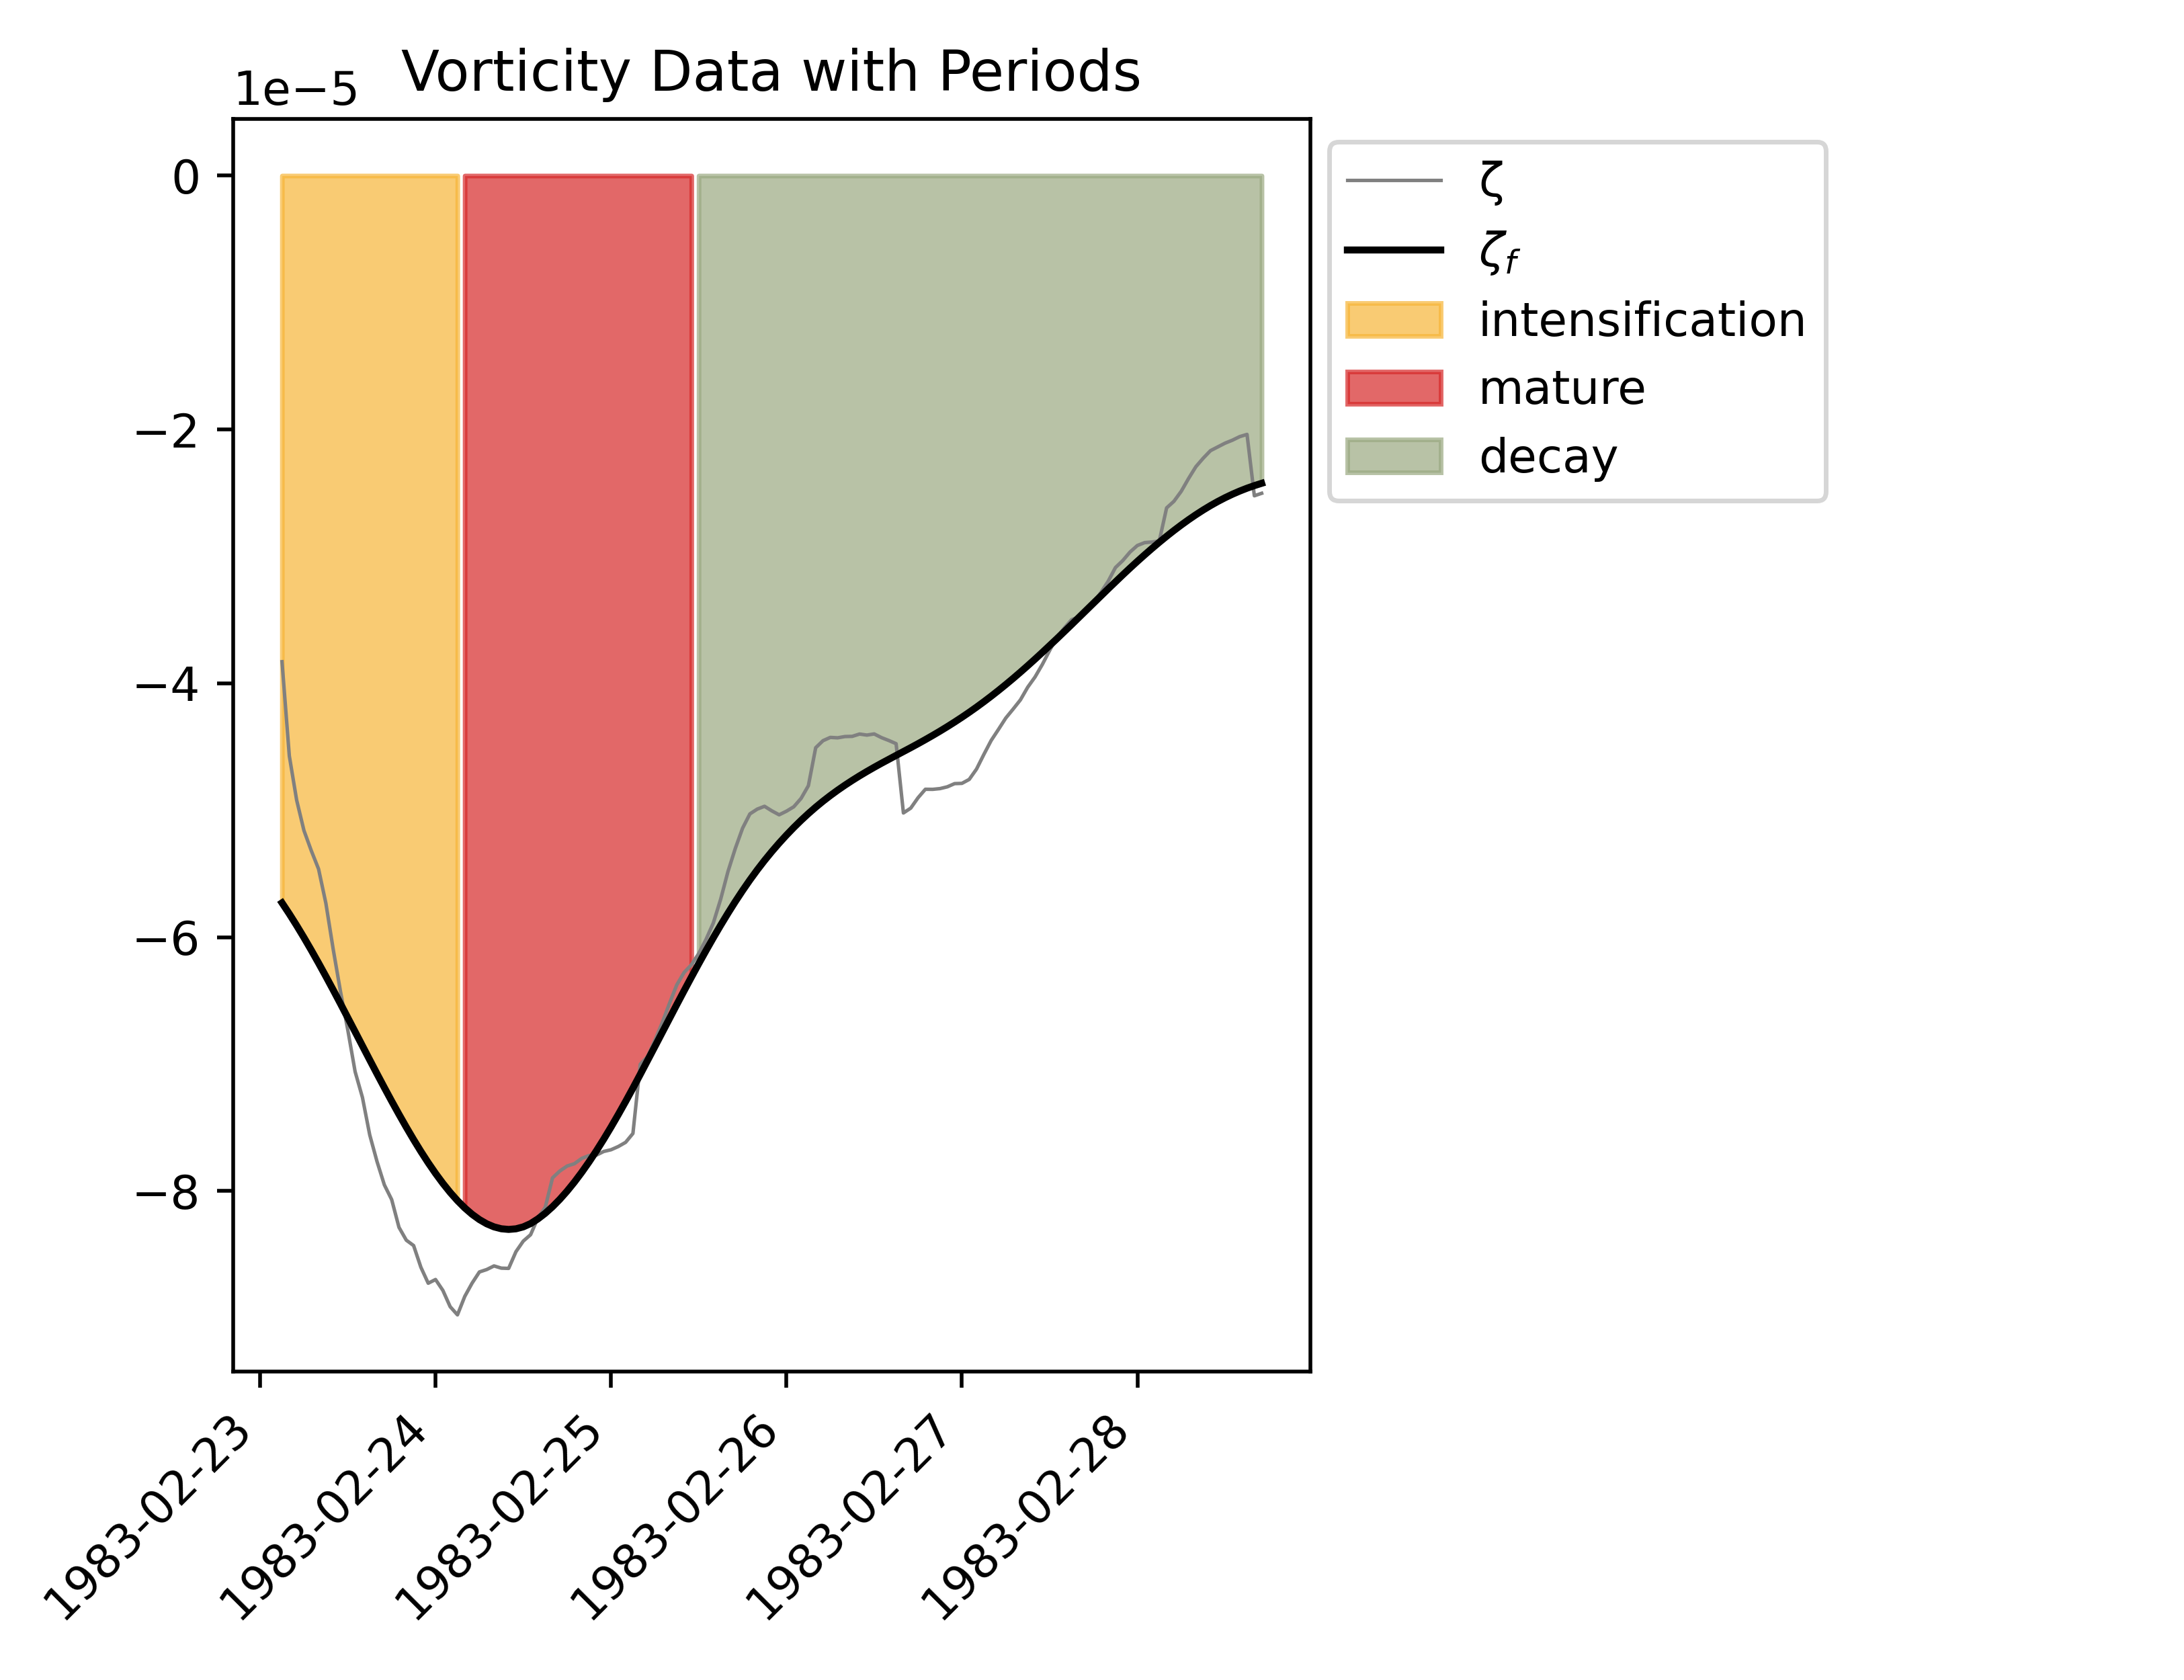 Vorticity Data with Periods
1e−5
0
−2
−4
−6
−8
1983-02-23
1983-02-24
1983-02-25
1983-02-26
1983-02-27
1983-02-28
ζ
ζf
intensification
mature
decay